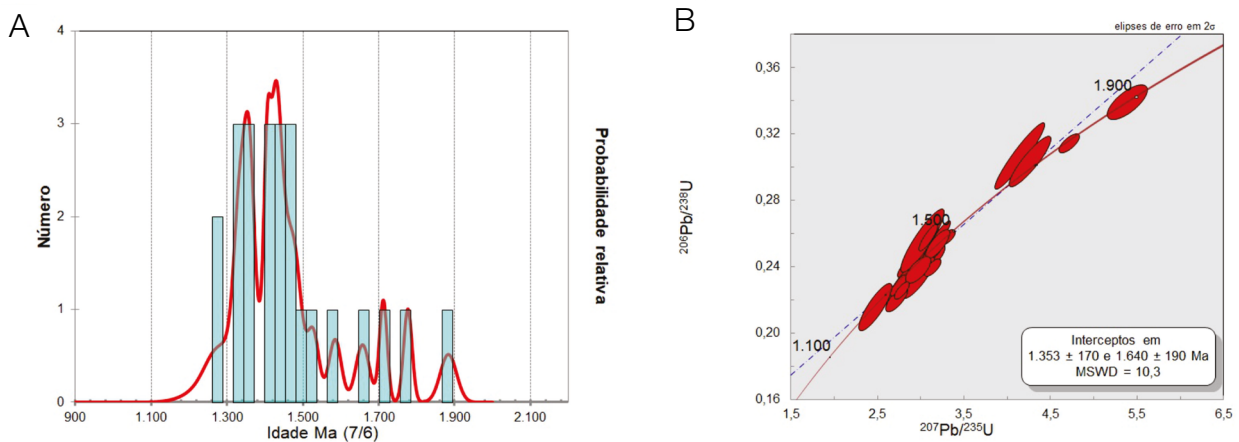 A
4
3
2
1
0
Número
900
1.100
1.300
1.500
1.700
1.900
2.100
Idade Ma (7/6)
Probabilidade relativa
B
elipses de erro em 2σ
0,36
0,32
0,28
0,24
0,20
0,16
²⁰⁶Pb/²³⁸U
1.900
1.500
1.100
Interceptos em
1.353 ± 170 e 1.640 ± 190 Ma
MSWD = 10,3
1,5
2,5
3,5
4,5
5,5
6,5
²⁰⁷Pb/²³⁵U